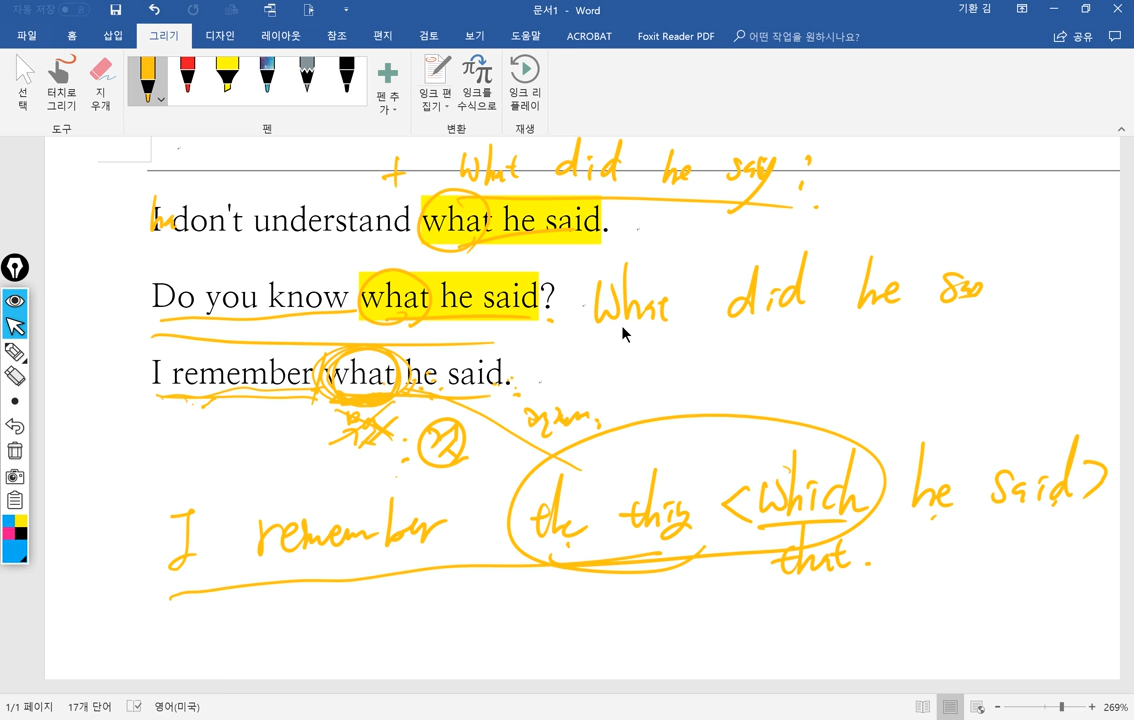 자동 저장
문서1 - Word
기환 김
파일 홈 삽입 그리기 디자인 레이아웃 참조 편지 검토 보기 도움말 ACROBAT Foxit Reader PDF 어떤 작업을 원하시나요? 공유
선택
터치로 그리기
지우개
펜 추가
잉크 편집기
잉크를 수식으로
잉크 리플레이
도구 펜 변환 재생
+ What did he say?
I don't understand what he said.
Do you know what he said? What did he
I remember what he said.
I remember the <which he said>
that.
1/1 페이지 17개 단어 영어(미국) 269%